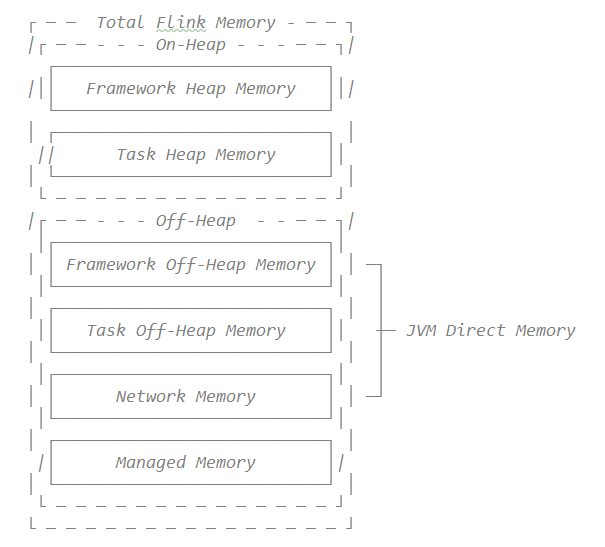 Total Flink Memory
On-Heap
Framework Heap Memory
Task Heap Memory
Off-Heap
Framework Off-Heap Memory
Task Off-Heap Memory
JVM Direct Memory
Network Memory
Managed Memory